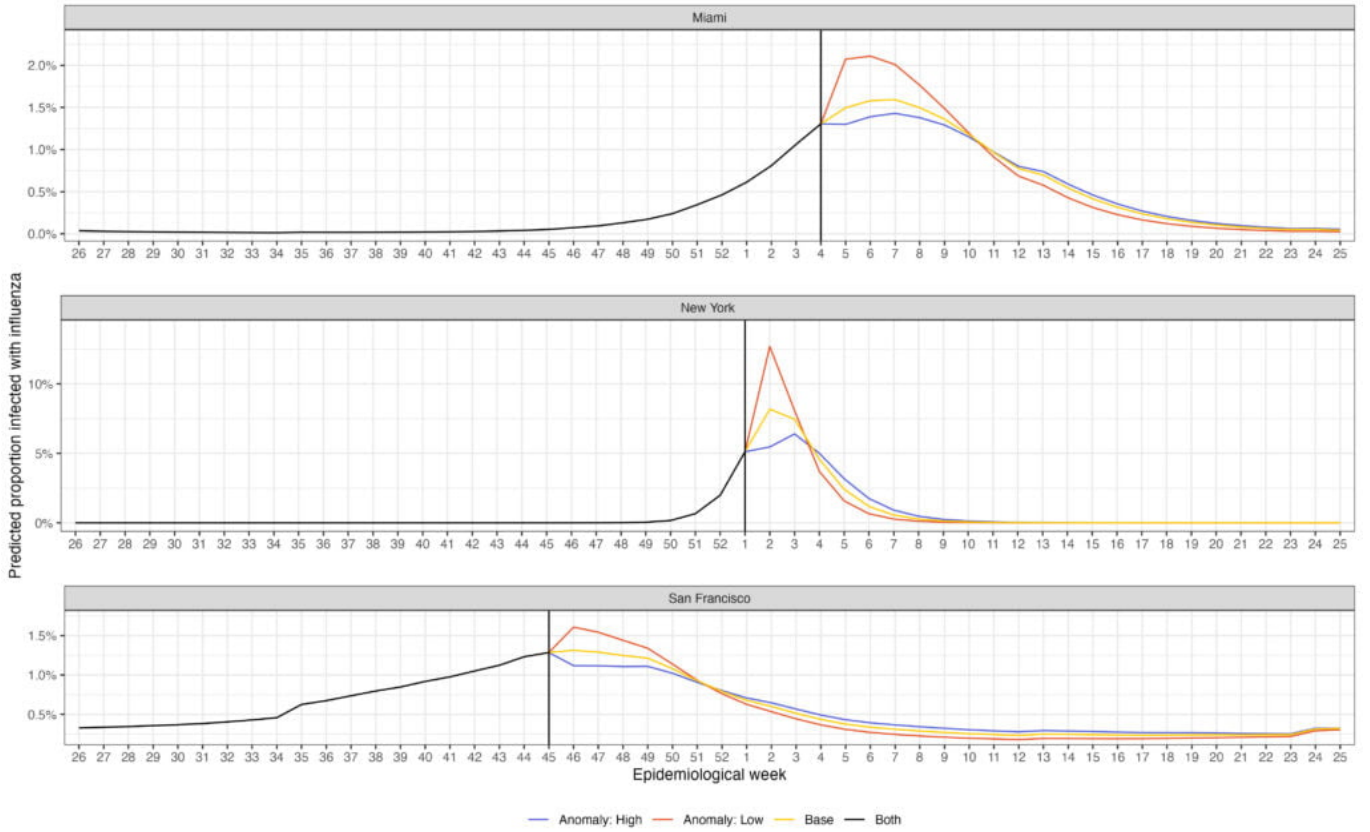 Miami
2.0%
1.5%
1.0%
0.5%
0.0%
26 27 28 29 30 31 32 33 34 35 36 37 38 39 40 41 42 43 44 45 46 47 48 49 50 51 52 1 2 3 4 5 6 7 8 9 10 11 12 13 14 15 16 17 18 19 20 21 22 23 24 25
Predicted proportion infected with influenza
New York
10%
5%
0%
26 27 28 29 30 31 32 33 34 35 36 37 38 39 40 41 42 43 44 45 46 47 48 49 50 51 52 1 2 3 4 5 6 7 8 9 10 11 12 13 14 15 16 17 18 19 20 21 22 23 24 25
San Francisco
1.5%
1.0%
0.5%
26 27 28 29 30 31 32 33 34 35 36 37 38 39 40 41 42 43 44 45 46 47 48 49 50 51 52 1 2 3 4 5 6 7 8 9 10 11 12 13 14 15 16 17 18 19 20 21 22 23 24 25
Epidemiological week
Anomaly: High Anomaly: Low Base Both